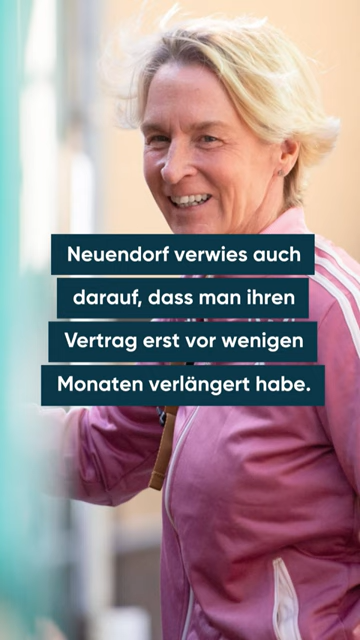 Neuendorf verwies auch
darauf, dass man ihren
Vertrag erst vor wenigen
Monaten verlängert habe.